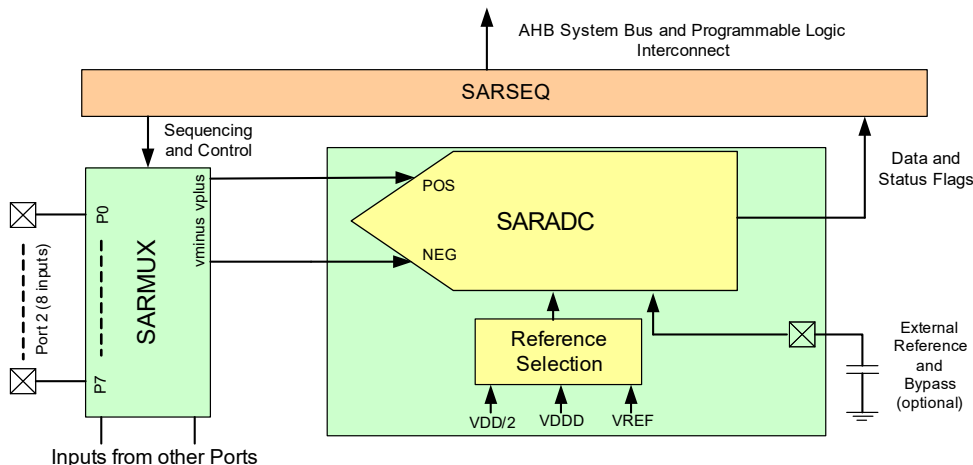 AHB System Bus and Programmable Logic
Interconnect
SARSEQ
Sequencing
and Control
Data and
Status Flags
vminus vplus
POS
NEG
SARADC
P0
P7
SARMUX
Port 2 (8 inputs)
Reference
Selection
VDD/2
VDDD
VREF
External
Reference
and
Bypass
(optional)
Inputs from other Ports